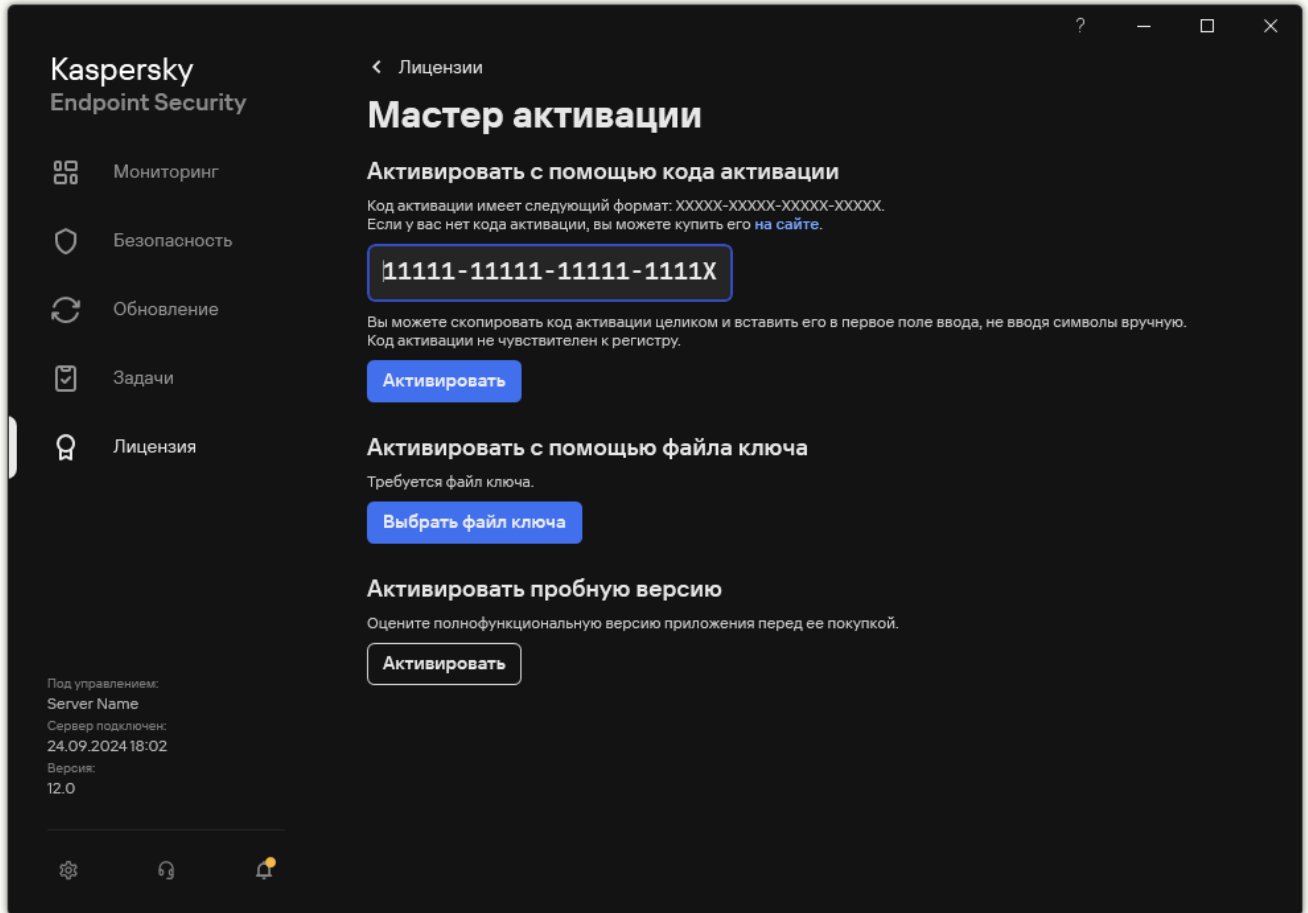 ?
Kaspersky
Endpoint Security
Мониторинг
Безопасность
Обновление
Задачи
Лицензия
Под управлением:
Server Name
Сервер подключен:
24.09.2024 18:02
Версия:
12.0
Лицензии
Мастер активации
Активировать с помощью кода активации
Код активации имеет следующий формат: XXXXX-XXXXX-XXXXX-XXXXX.
Если у вас нет кода активации, вы можете купить его на сайте.
11111-11111-11111-1111X
Вы можете скопировать код активации целиком и вставить его в первое поле ввода, не вводя символы вручную.
Код активации не чувствителен к регистру.
Активировать
Активировать с помощью файла ключа
Требуется файл ключа.
Выбрать файл ключа
Активировать пробную версию
Оцените полнофункциональную версию приложения перед ее покупкой.
Активировать